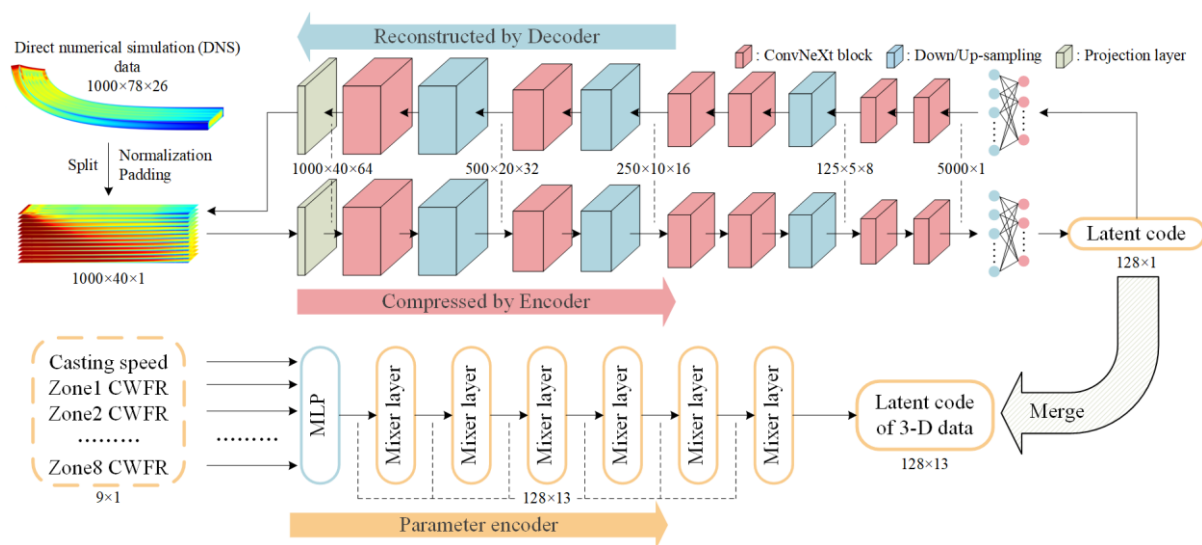 Reconstructed by Decoder
Direct numerical simulation (DNS)
data
1000×78×26
: ConvNeXt block
: Down/Up-sampling
: Projection layer
Split
Normalization
Padding
1000×40×64
500×20×32
250×10×16
125×5×8
5000×1
1000×40×1
Latent code
128×1
Compressed by Encoder
Casting speed
Zone1 CWFR
Zone2 CWFR
.........
Zone8 CWFR
9×1
.........
MLP
Mixer layer
Mixer layer
Mixer layer
Mixer layer
Mixer layer
Mixer layer
128×13
Latent code
of 3-D data
128×13
Merge
Parameter encoder